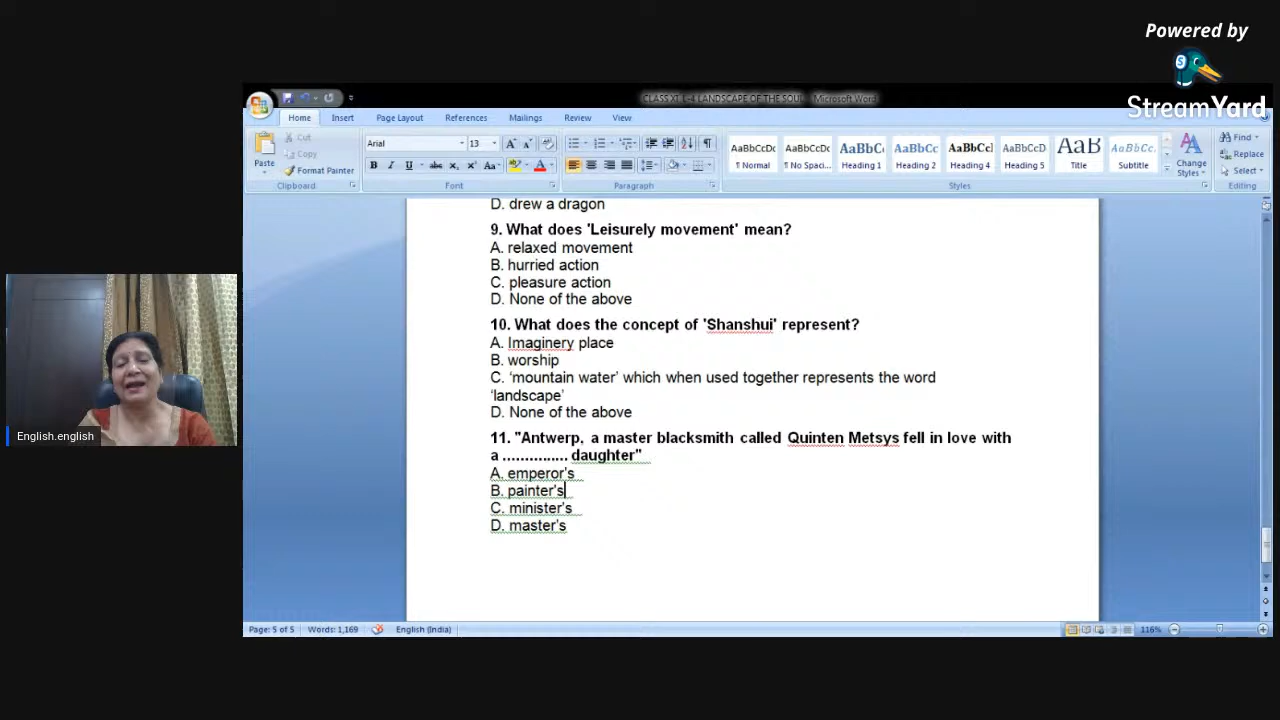 Powered by
StreamYard
CLASS XI L-4 LANDSCAPE OF THE SOUL - Microsoft Word
Home Insert Page Layout References Mailings Review View
Paste
Cut
Copy
Format Painter
Clipboard
Arial 13
Font
Paragraph
AaBbCcDc AaBbCcDc AaBbC AaBbCc AaBbCcI AaBbCcD AaB AaBbCc.
¶ Normal ¶ No Spaci... Heading 1 Heading 2 Heading 4 Heading 5 Title Subtitle
Change Styles
Styles
Find
Replace
Select
Editing
D. drew a dragon
9. What does 'Leisurely movement' mean?
A. relaxed movement
B. hurried action
C. pleasure action
D. None of the above
10. What does the concept of 'Shanshui' represent?
A. Imaginery place
B. worship
C. ‘mountain water’ which when used together represents the word
‘landscape’
D. None of the above
11. "Antwerp, a master blacksmith called Quinten Metsys fell in love with
a ............... daughter"
A. emperor's
B. painter's
C. minister's
D. master's
English.english
Page: 5 of 5 Words: 1,169 English (India) 116%